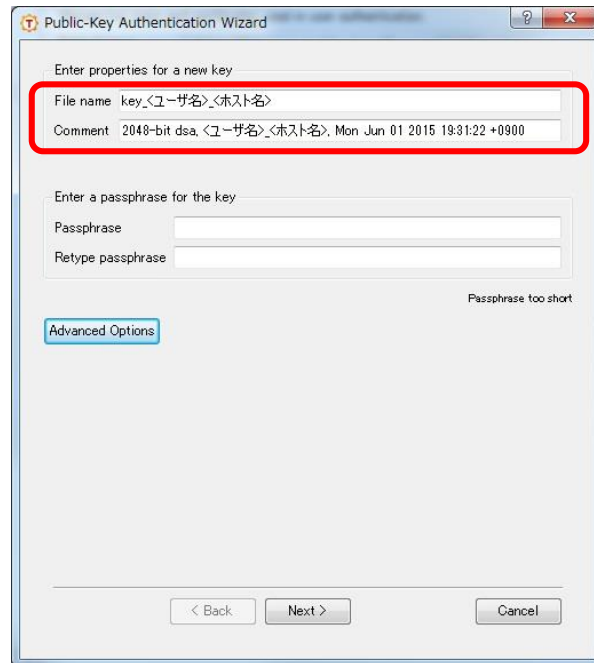 Public-Key Authentication Wizard
Enter properties for a new key
File name key_<ユーザ名>_<ホスト名>
Comment 2048-bit dsa, <ユーザ名>_<ホスト名>, Mon Jun 01 2015 19:31:22 +0900
Enter a passphrase for the key
Passphrase
Retype passphrase
Passphrase too short
Advanced Options
< Back Next > Cancel